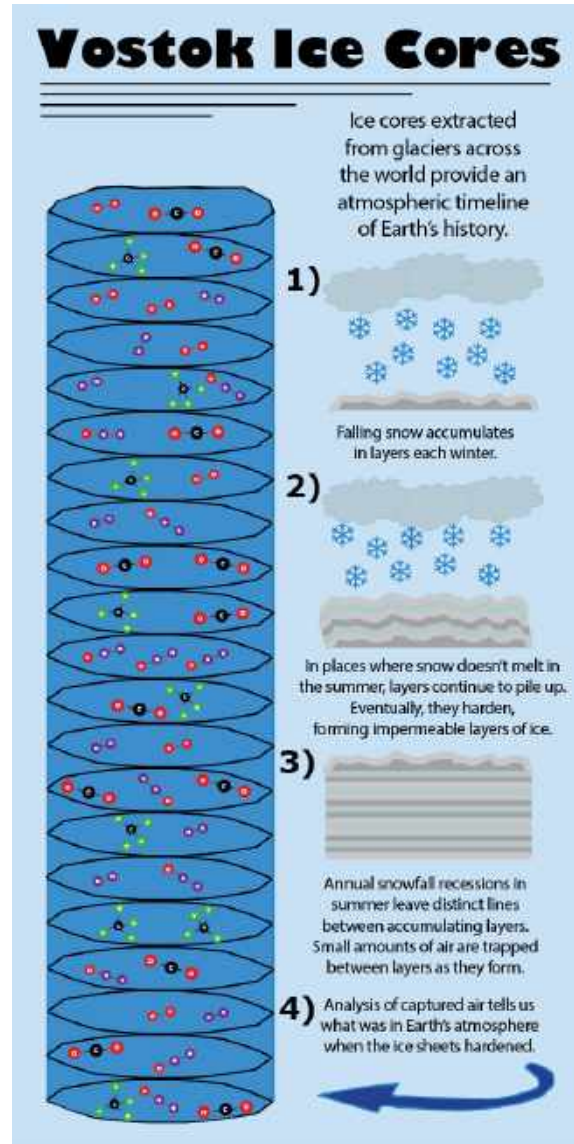 Vostok Ice Cores
Ice cores extracted
from glaciers across
the world provide an
atmospheric timeline
of Earth's history.
1)
Falling snow accumulates
in layers each winter.
2)
In places where snow doesn't melt in
the summer, layers continue to pile up.
Eventually, they harden,
forming impermeable layers of ice.
3)
Annual snowfall recessions in
summer leave distinct lines
between accumulating layers.
Small amounts of air are trapped
between layers as they form.
4)
Analysis of captured air tells us
what was in Earth's atmosphere
when the ice sheets hardened.